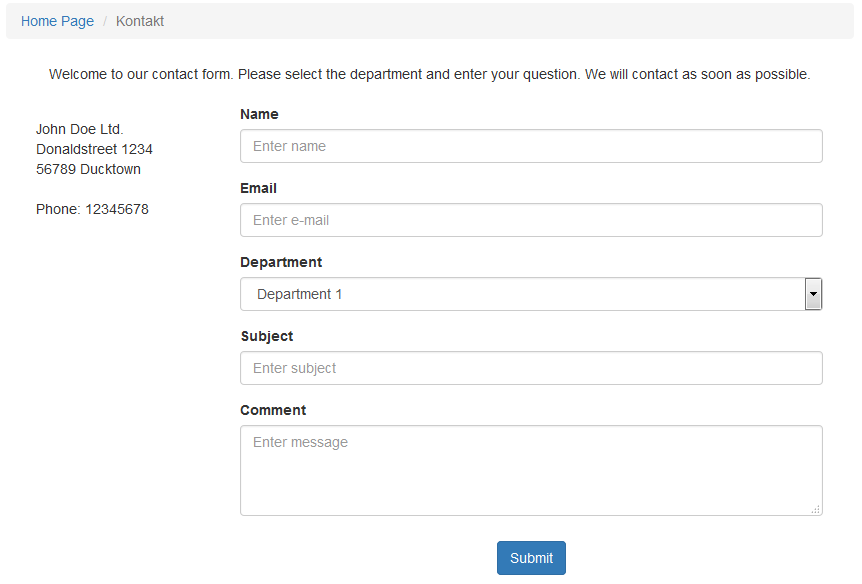 Home Page / Kontakt
Welcome to our contact form. Please select the department and enter your question. We will contact as soon as possible.
John Doe Ltd.
Donaldstreet 1234
56789 Ducktown
Phone: 12345678
Name
Enter name
Email
Enter e-mail
Department
Department 1
Subject
Enter subject
Comment
Enter message
Submit